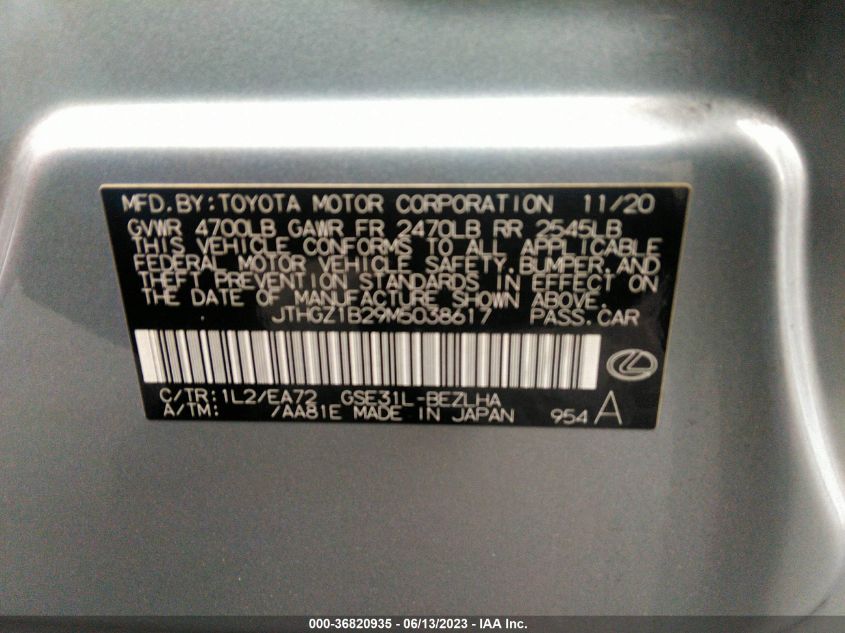 MFD. BY: TOYOTA MOTOR CORPORATION 11/20
GVWR 4700LB GAWR FR 2470LB RR 2545LB
THIS VEHICLE CONFORMS TO ALL APPLICABLE
FEDERAL MOTOR VEHICLE SAFETY, BUMPER, AND
THEFT PREVENTION STANDARDS IN EFFECT ON
THE DATE OF MANUFACTURE SHOWN ABOVE.
JTHGZ1B29M5038617 PASS. CAR
C/TR: 1L2/EA72 GSE31L-BEZLHA
A/TM: /AA81E MADE IN JAPAN 954 A
000-36820935 - 06/13/2023 - IAA Inc.